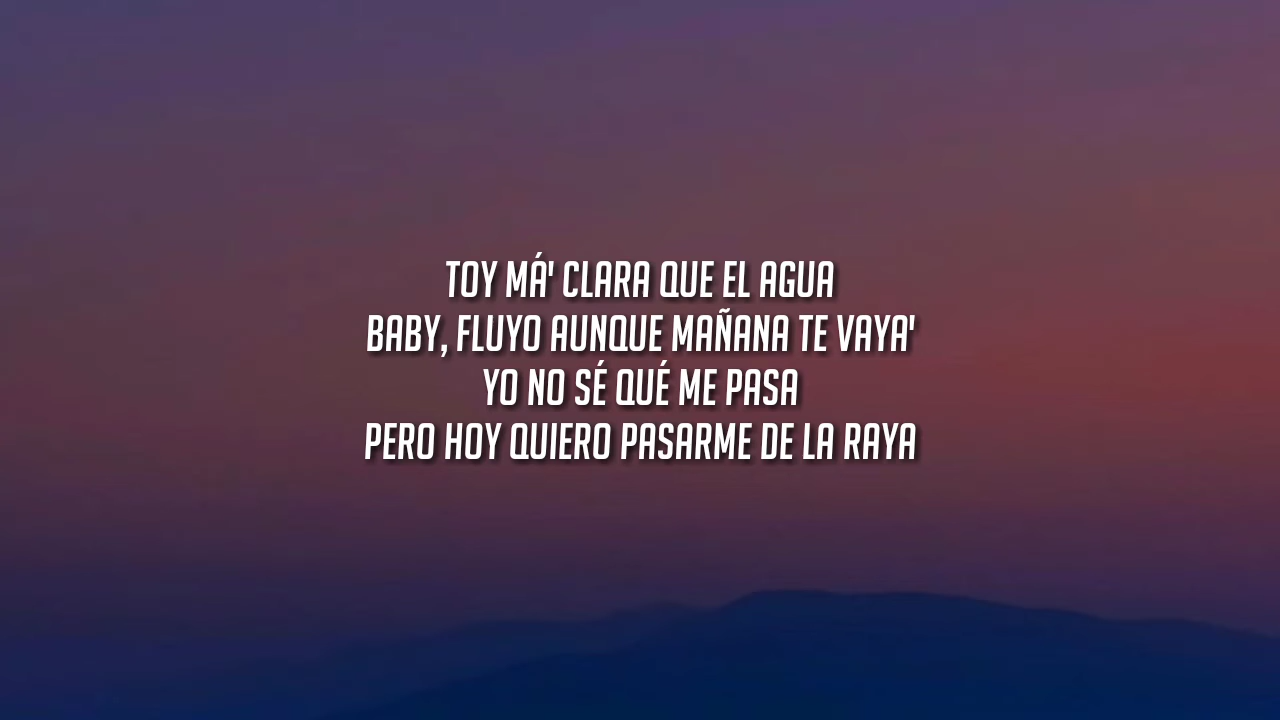 TOY MÁ' CLARA QUE EL AGUA
BABY, FLUYO AUNQUE MAÑANA TE VAYA'
YO NO SÉ QUÉ ME PASA
PERO HOY QUIERO PASARME DE LA RAYA